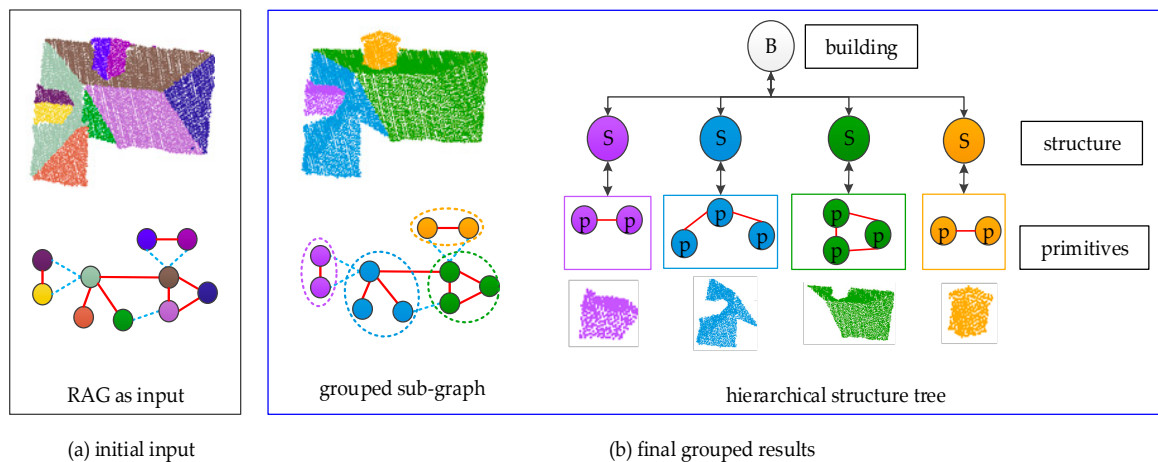 B
building
S
S
S
S
structure
p
p
p
p
p
p
p
p
p
p
primitives
RAG as input
grouped sub-graph
hierarchical structure tree
(a) initial input
(b) final grouped results